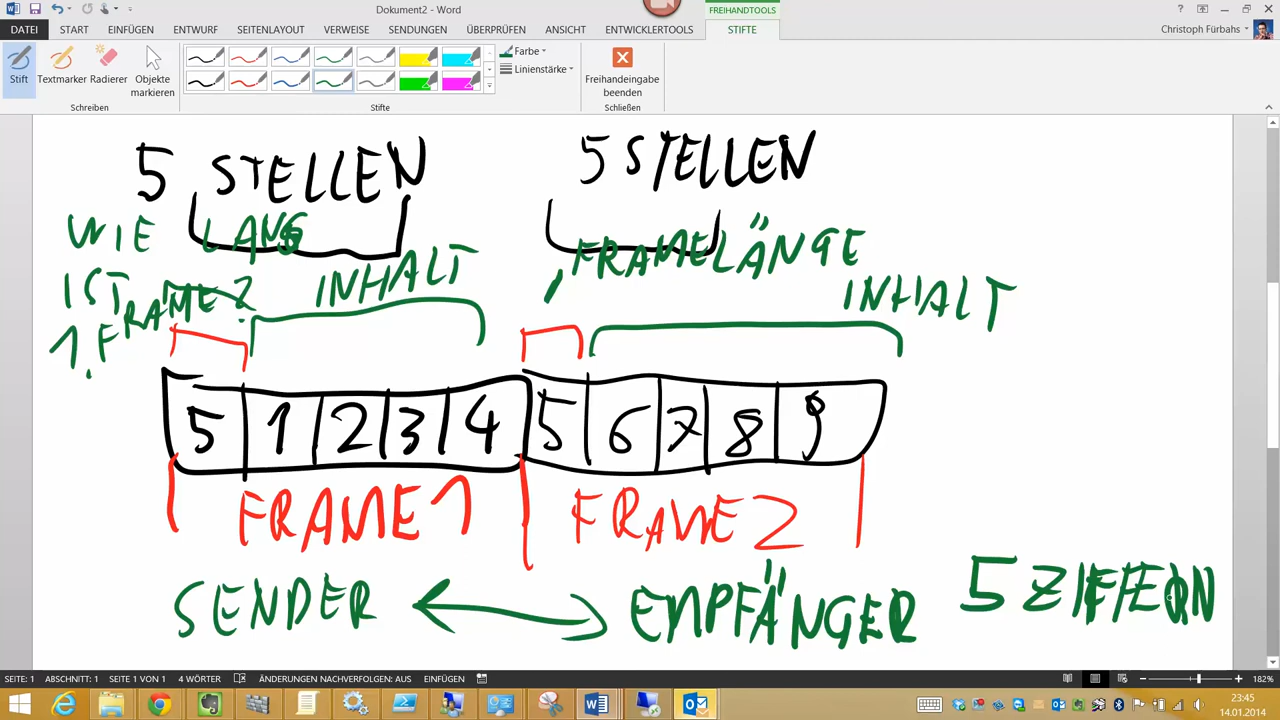 Dokument2 - Word
FREIHANDTOOLS
DATEI START EINFÜGEN ENTWURF SEITENLAYOUT VERWEISE SENDUNGEN ÜBERPRÜFEN ANSICHT ENTWICKLERTOOLS STIFTE
Christoph Fürbahs
Stift Textmarker Radierer Objekte markieren
Farbe
Linienstärke
Freihandeingabe beenden
Schreiben Stifte Schließen
5 STELLEN 5 STELLEN
WIE LANG FRAMELÄNGE
IST INHALT INHALT
FRAME 2
1. F
5 1 2 3 4 5 6 7 8 9
FRAME 1 FRAME 2
SENDER EMPFÄNGER 5 ZIFFERN
SEITE: 1 ABSCHNITT: 1 SEITE 1 VON 1 4 WÖRTER ÄNDERUNGEN NACHVERFOLGEN: AUS EINFÜGEN 182%
23:45
14.01.2014